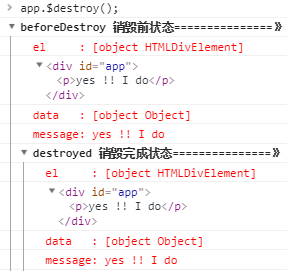 > app.$destroy();
▼ beforeDestroy 销毁前状态===============》
el     : [object HTMLDivElement]
▼ <div id="app">
<p>yes !! I do</p>
</div>
data   : [object Object]
message: yes !! I do
▼ destroyed 销毁完成状态===============》
el     : [object HTMLDivElement]
▼ <div id="app">
<p>yes !! I do</p>
</div>
data   : [object Object]
message: yes !! I do